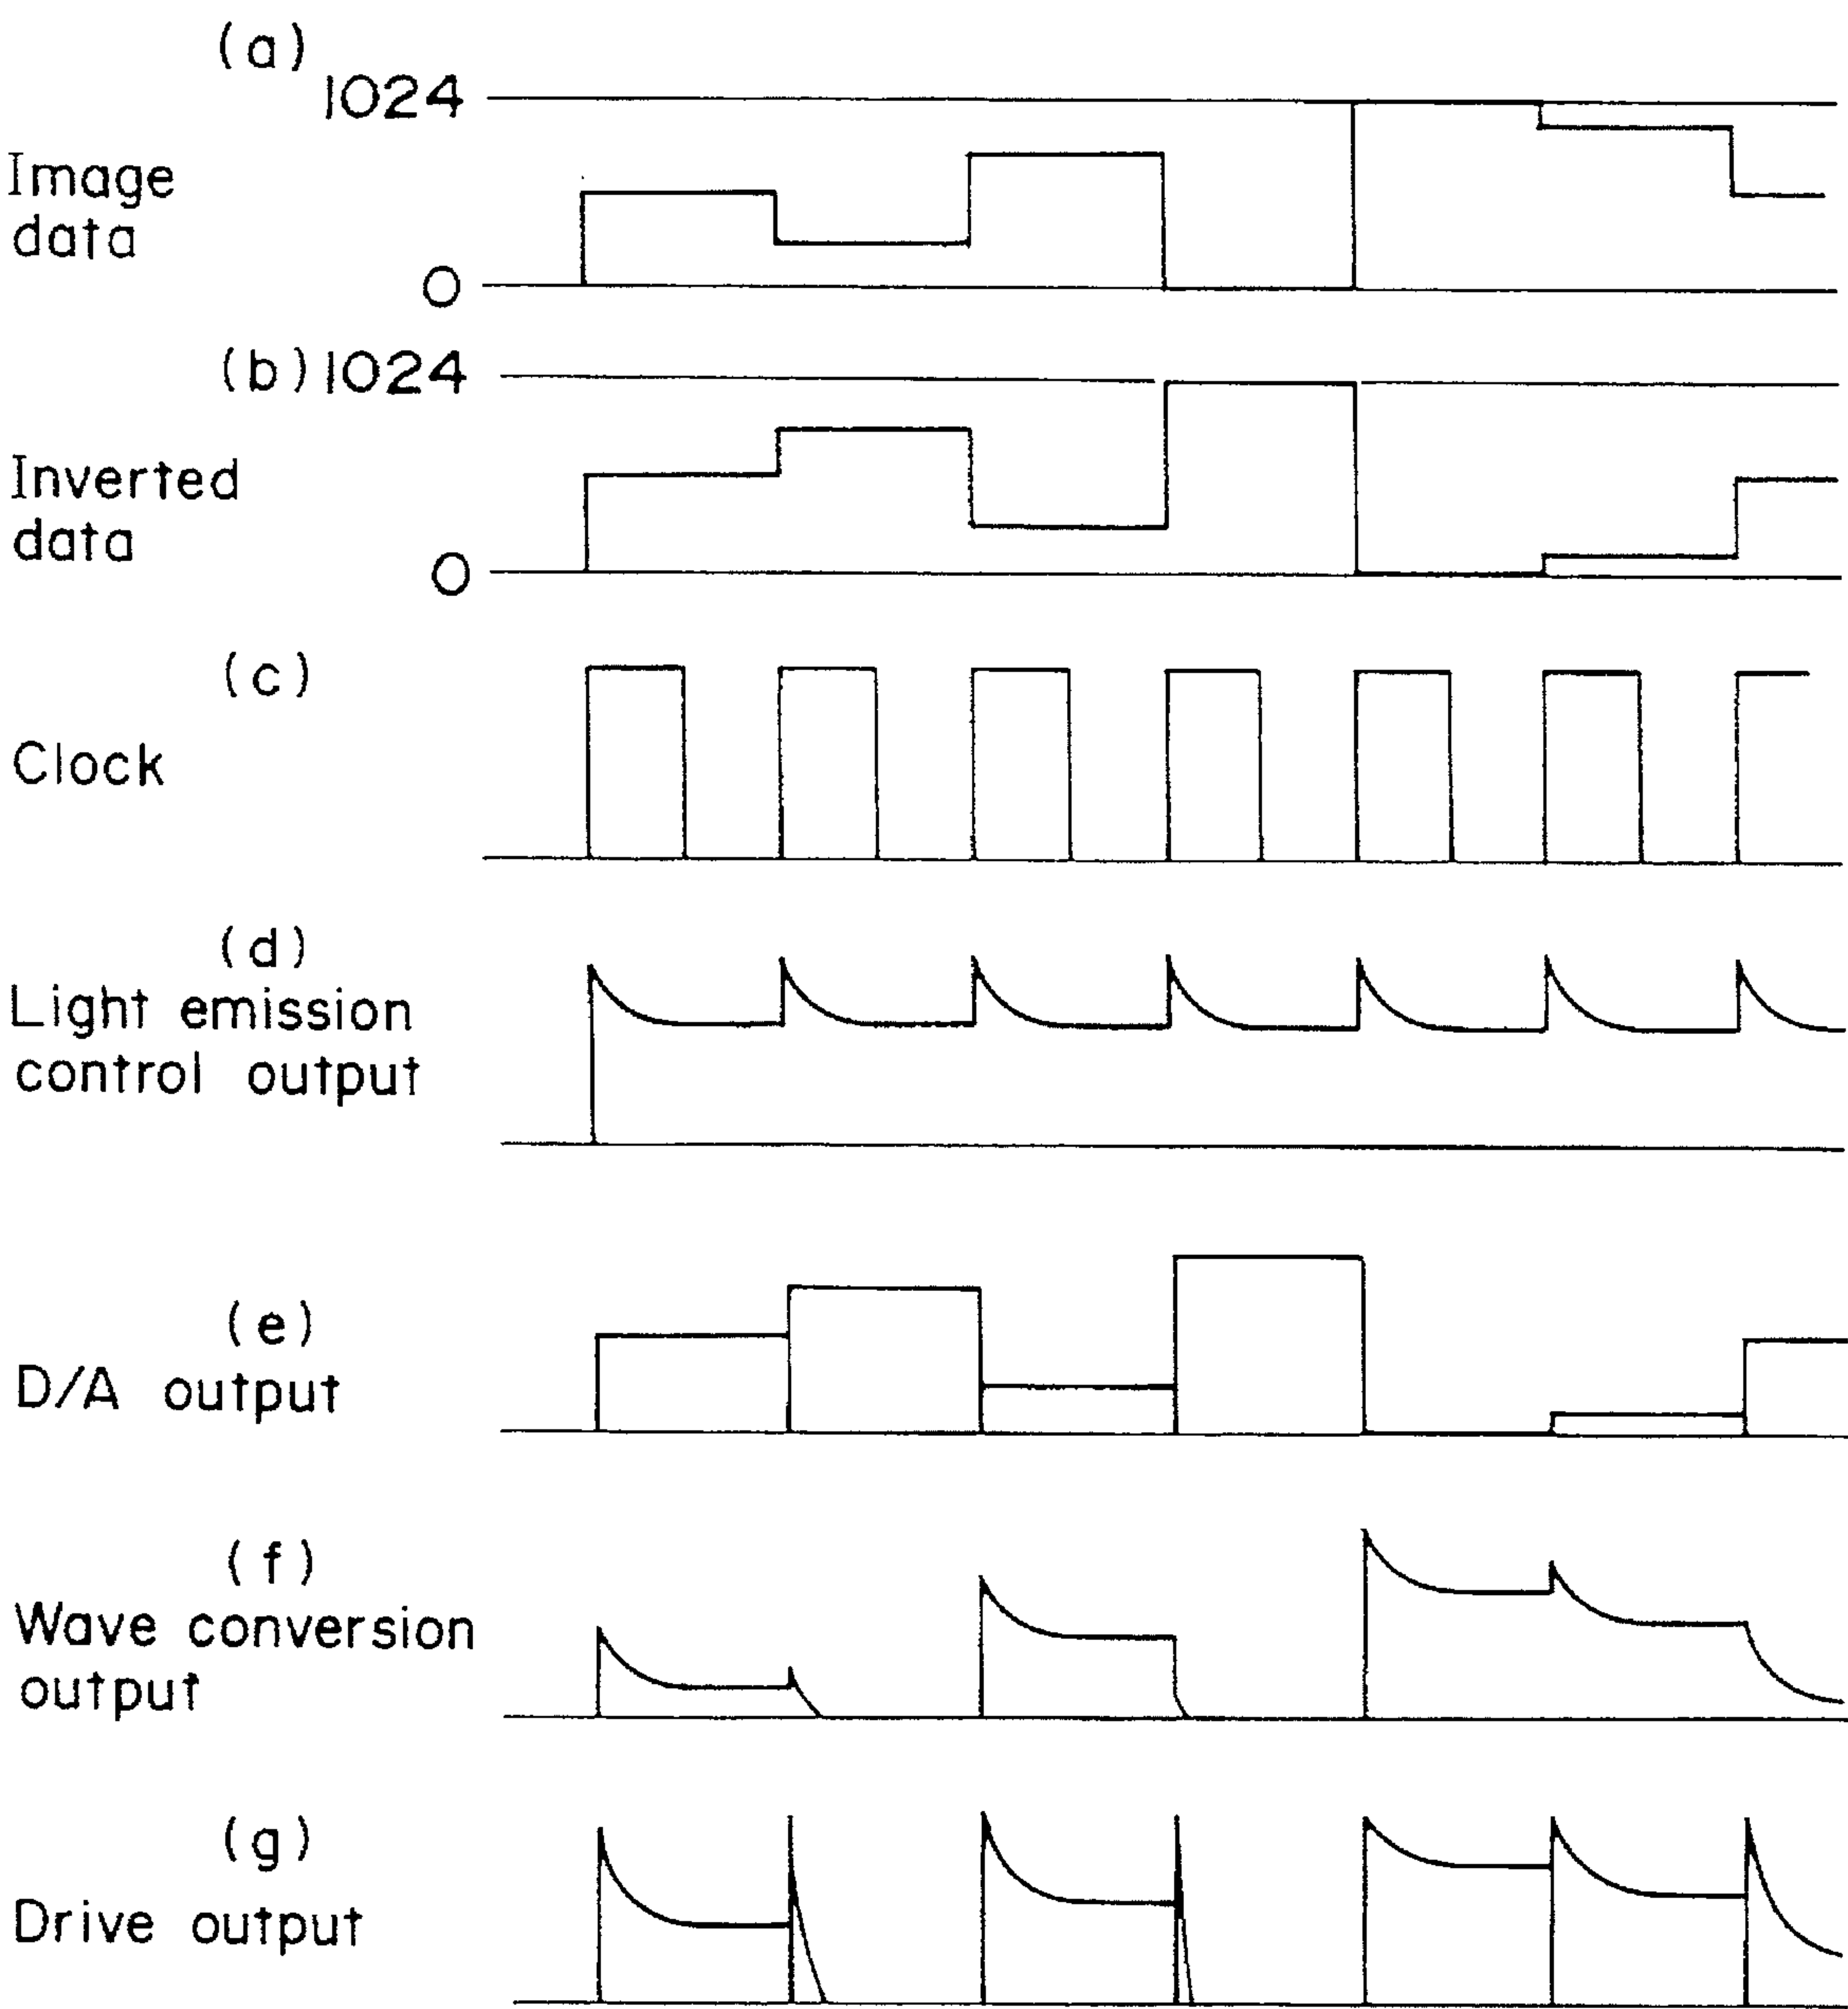 (a)
1024
Image
data
0
(b) 1024
Inverted
data
0
(c)
Clock
(d)
Light emission
control output
(e)
D/A output
(f)
Wave conversion
output
(g)
Drive output